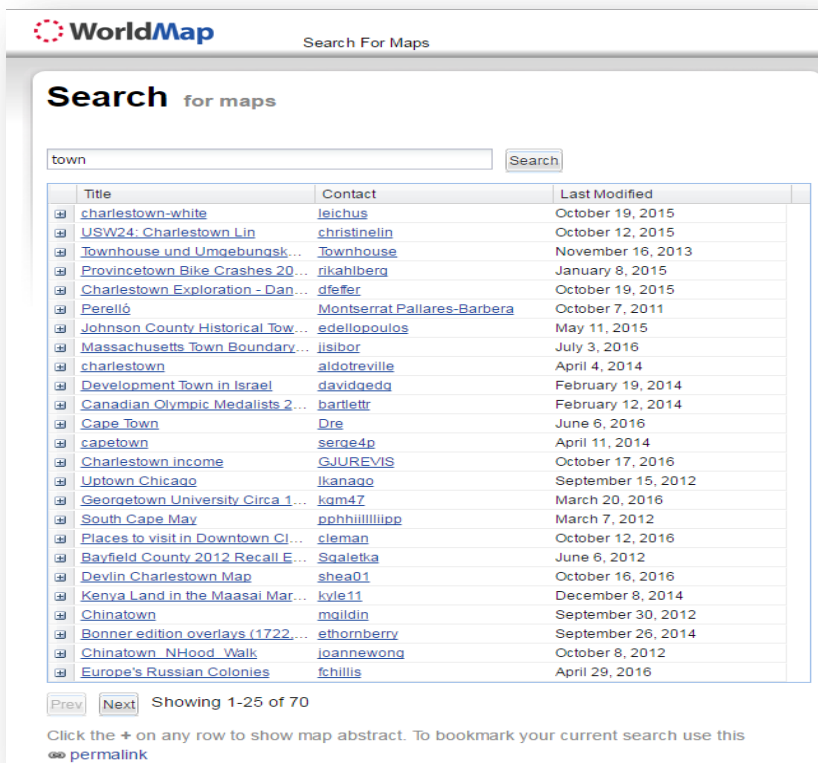 WorldMap
Search For Maps
Search for maps
town Search
Title Contact Last Modified
charlestown-white leichus October 19, 2015
USW24: Charlestown Lin christinelin October 12, 2015
Townhouse und Umgebungsk... Townhouse November 16, 2013
Provincetown Bike Crashes 20... rikahlberg January 8, 2015
Charlestown Exploration - Dan... dfeffer October 19, 2015
Perelló Montserrat Pallares-Barbera October 7, 2011
Johnson County Historical Tow... edellopoulos May 11, 2015
Massachusetts Town Boundary... jisibor July 3, 2016
charlestown aldotreville April 4, 2014
Development Town in Israel davidgedg February 19, 2014
Canadian Olympic Medalists 2... bartlettr February 12, 2014
Cape Town Dre June 6, 2016
capetown serge4p April 11, 2014
Charlestown income GJUREVIS October 17, 2016
Uptown Chicago lkanago September 15, 2012
Georgetown University Circa 1... kgm47 March 20, 2016
South Cape May March 7, 2012
Places to visit in Downtown Cl... cleman October 12, 2016
Bayfield County 2012 Recall E... Sgaletka June 6, 2012
Devlin Charlestown Map shea01 October 16, 2016
Kenya Land in the Maasai Mar... kyle11 December 8, 2014
Chinatown mgildin September 30, 2012
Bonner edition overlays (1722,... ethornberry September 26, 2014
Chinatown_NHood_Walk joannewong October 8, 2012
Europe's Russian Colonies fchillis April 29, 2016
Prev Next Showing 1-25 of 70
Click the + on any row to show map abstract. To bookmark your current search use this
permalink